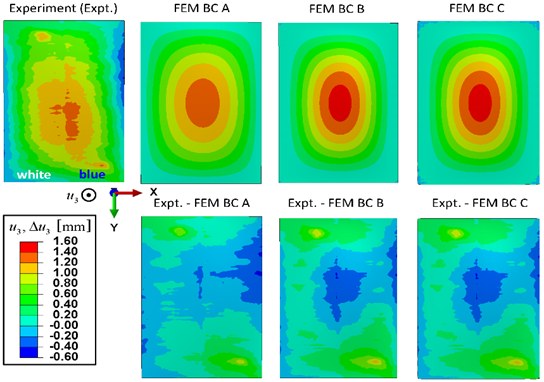 Experiment (Expt.)
FEM BC A
FEM BC B
FEM BC C
white
blue
u₃
X
Y
Expt. - FEM BC A
Expt. - FEM BC B
Expt. - FEM BC C
u₃, Δu₃ [mm]
1.60
1.40
1.20
1.00
0.80
0.60
0.40
0.20
-0.00
-0.20
-0.40
-0.60